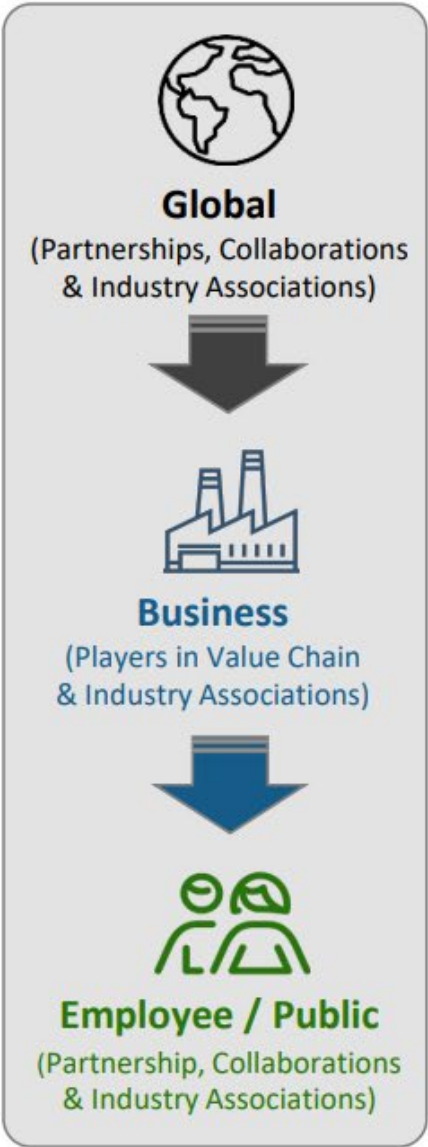 Global
(Partnerships, Collaborations
& Industry Associations)
Business
(Players in Value Chain
& Industry Associations)
Employee / Public
(Partnership, Collaborations
& Industry Associations)